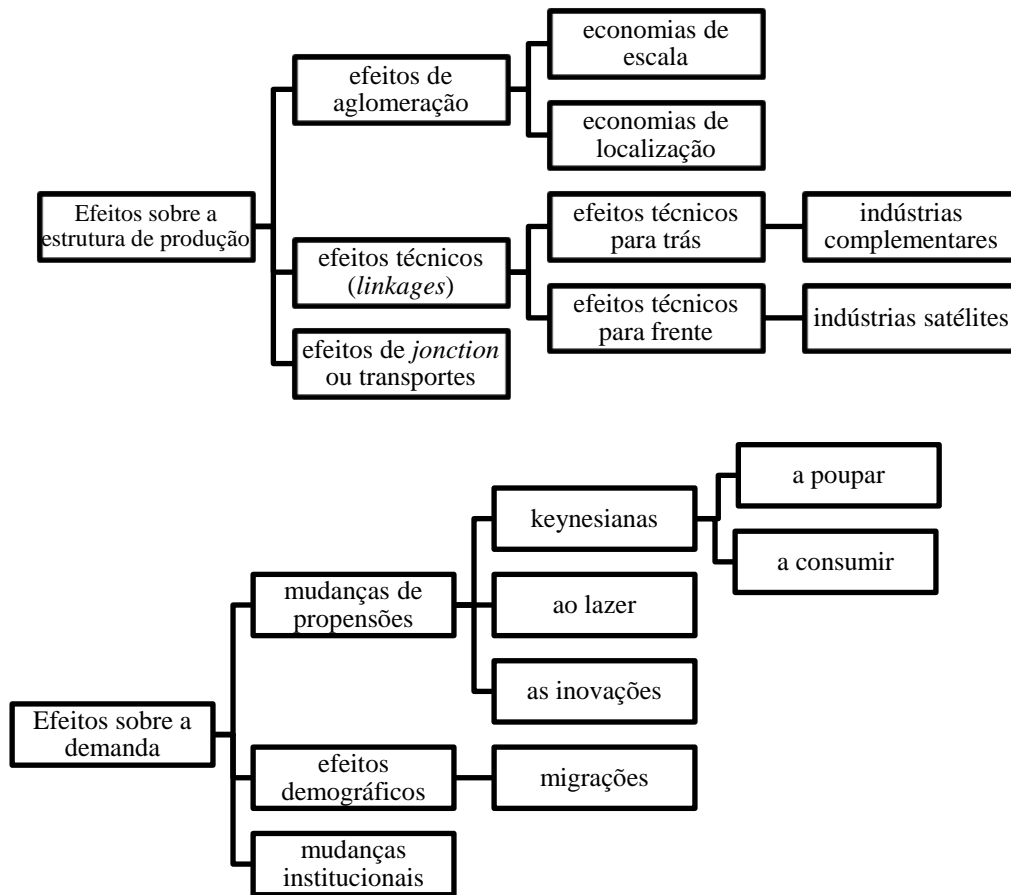 economias de
escala
efeitos de
aglomeração
economias de
localização
Efeitos sobre a
estrutura de produção
efeitos técnicos
para trás
indústrias
complementares
efeitos técnicos
(linkages)
efeitos técnicos
para frente
indústrias satélites
efeitos de jonction
ou transportes
a poupar
keynesianas
a consumir
mudanças de
propensões
ao lazer
as inovações
Efeitos sobre a
demanda
efeitos
demográficos
migrações
mudanças
institucionais